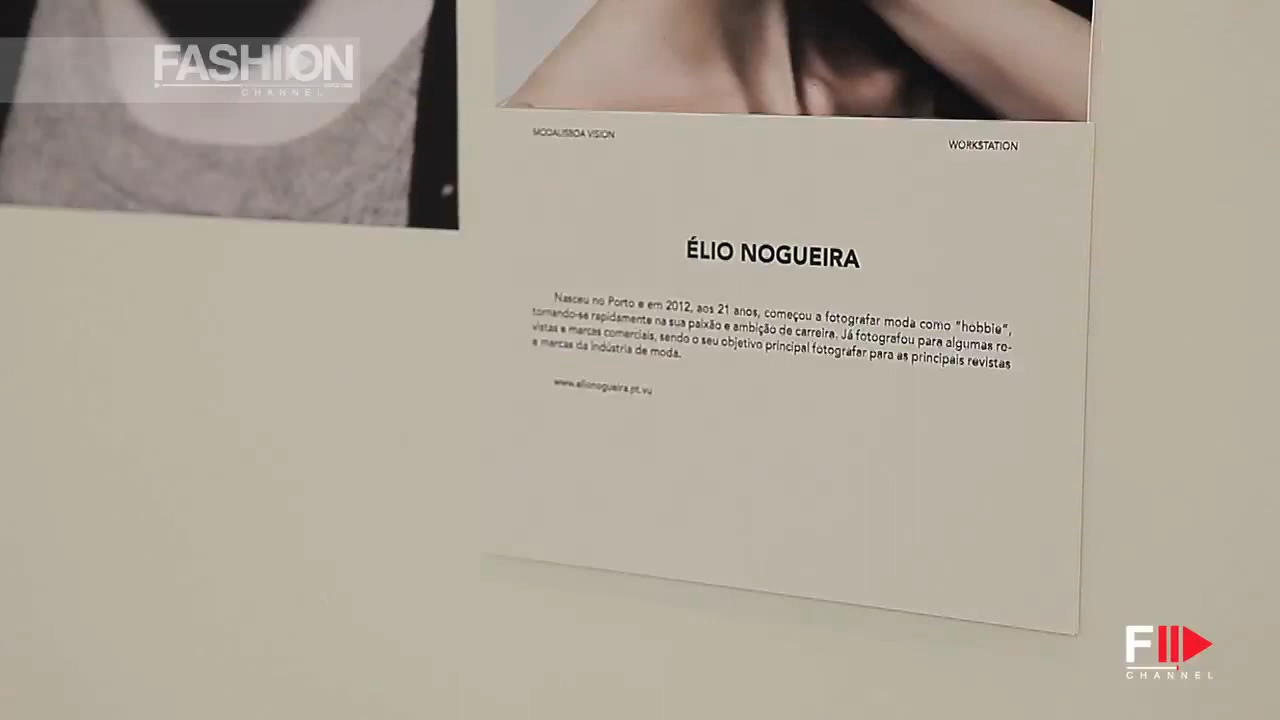 FASHION
CHANNEL
MODALISBOA VISION
WORKSTATION
ÉLIO NOGUEIRA
Nasceu no Porto e em 2012, aos 21 anos, começou a fotografar moda como "hobbie",
tornando-se rapidamente na sua paixão e ambição de carreira. Já fotografou para algumas re-
vistas e marcas comerciais, sendo o seu objetivo principal fotografar para as principais revistas
e marcas da indústria de moda.
www.elionogueira.pt.vu
F
CHANNEL